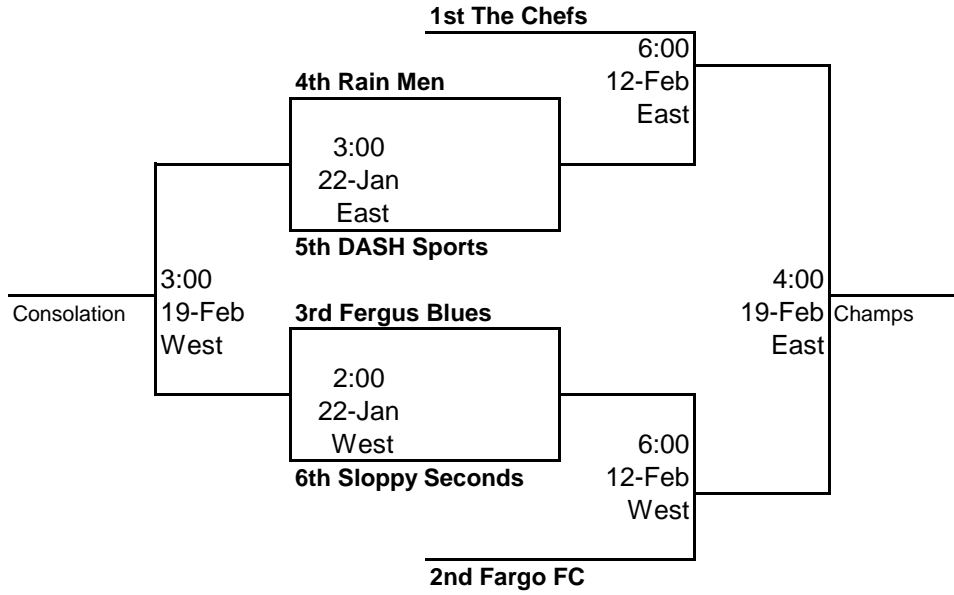 1st The Chefs
6:00
12-Feb
East
4th Rain Men
3:00
22-Jan
East
5th DASH Sports
3:00
19-Feb
West
Consolation
4:00
19-Feb
East
Champs
3rd Fergus Blues
2:00
22-Jan
West
6th Sloppy Seconds
6:00
12-Feb
West
2nd Fargo FC